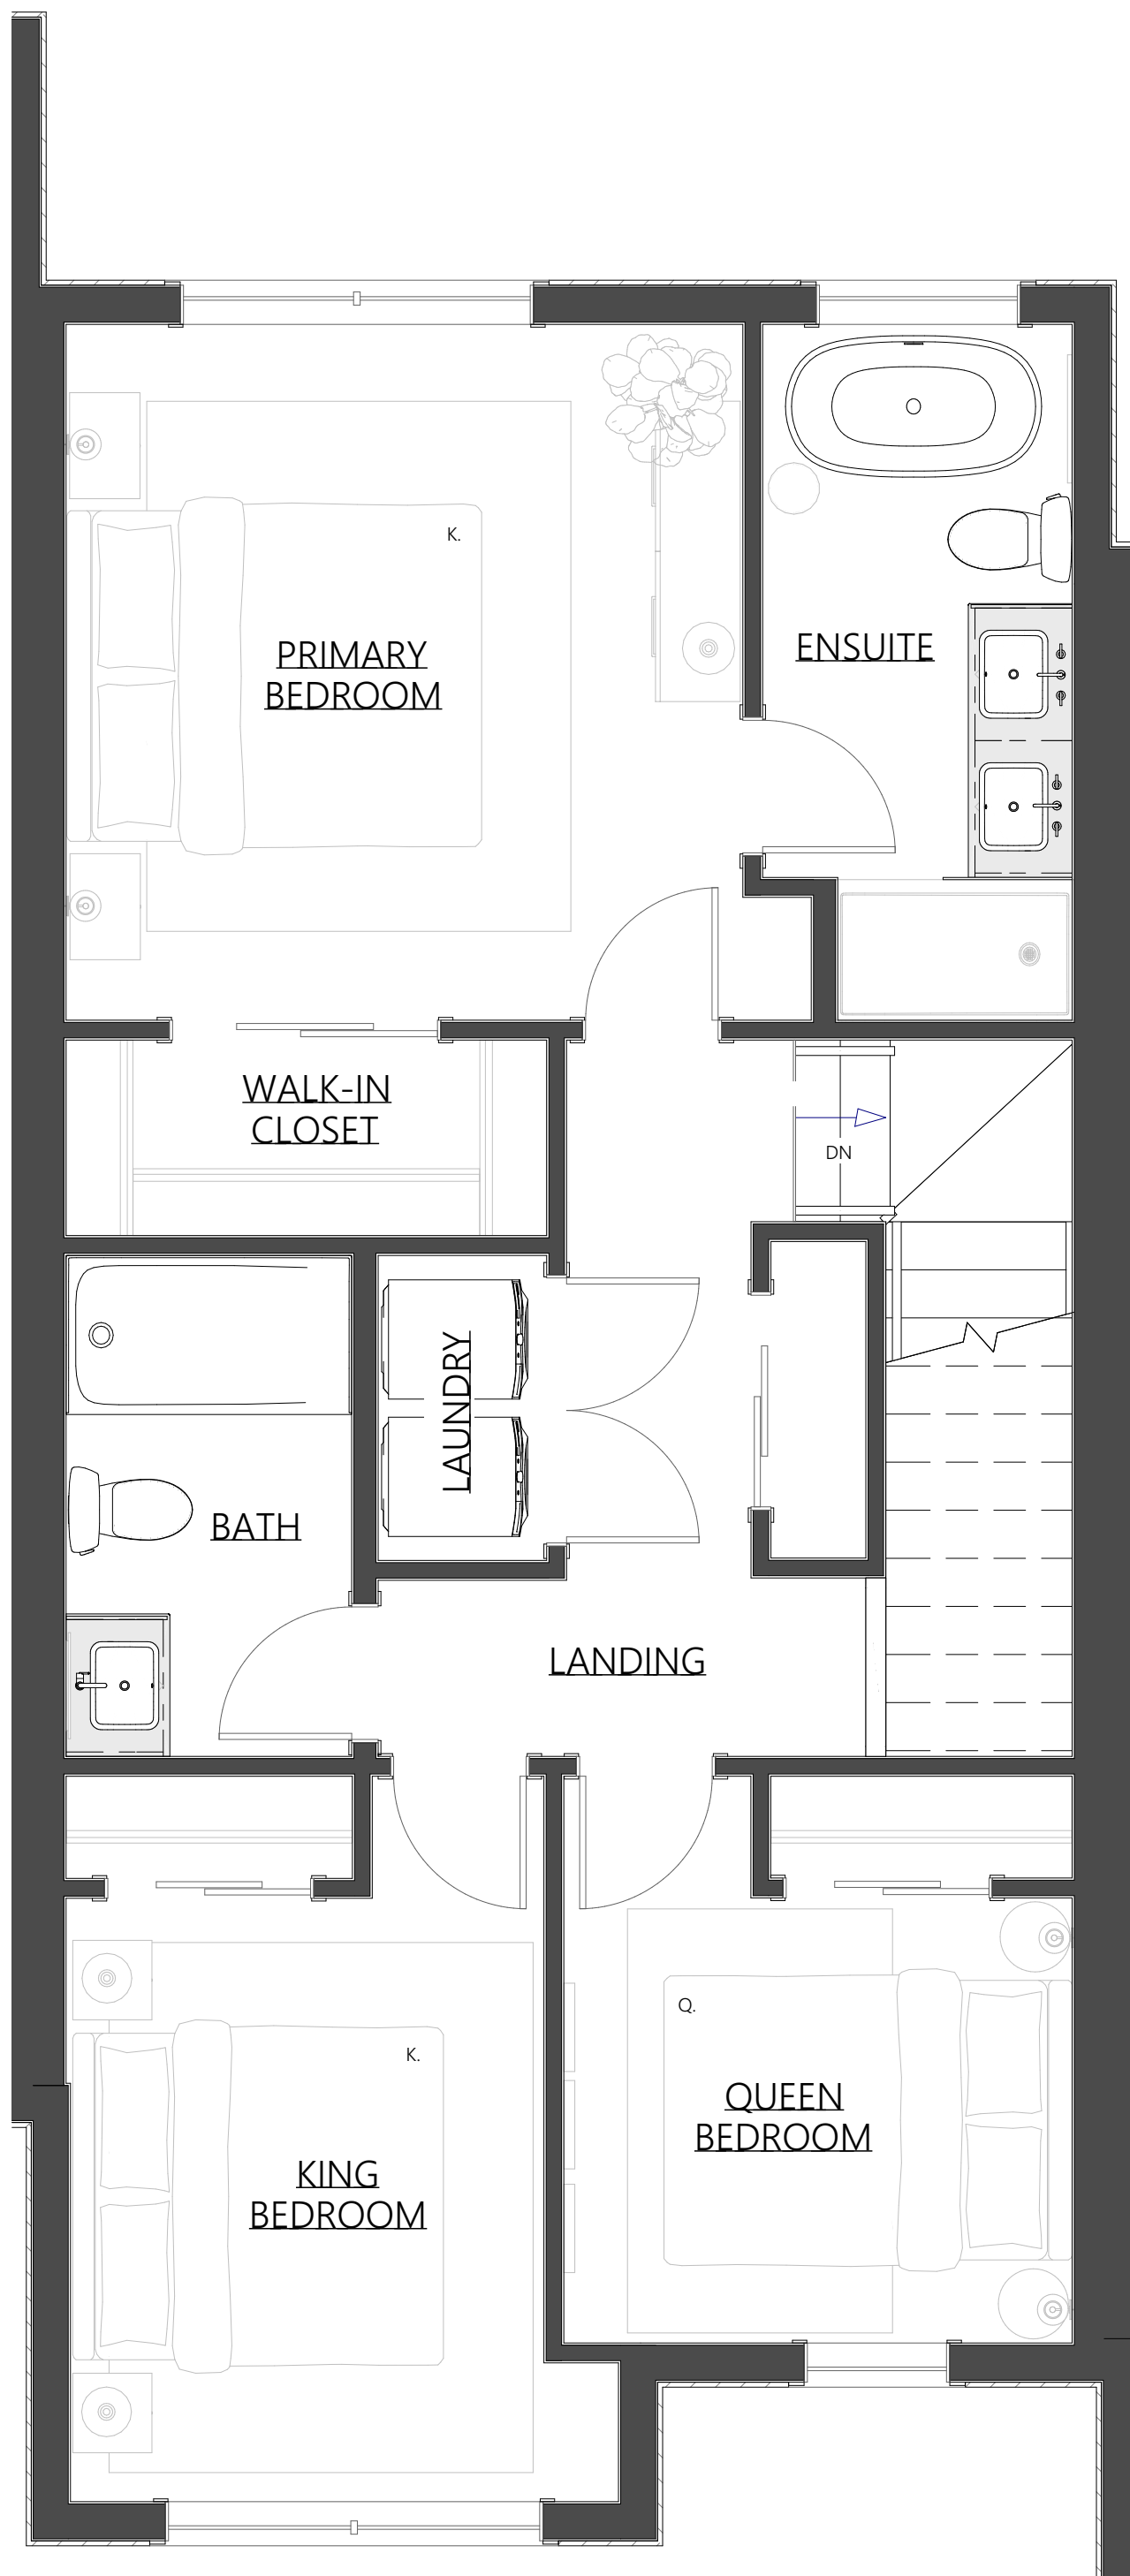 K.
PRIMARY
BEDROOM
ENSUITE
WALK-IN
CLOSET
DN
LAUNDRY
BATH
LANDING
Q.
K.
QUEEN
BEDROOM
KING
BEDROOM